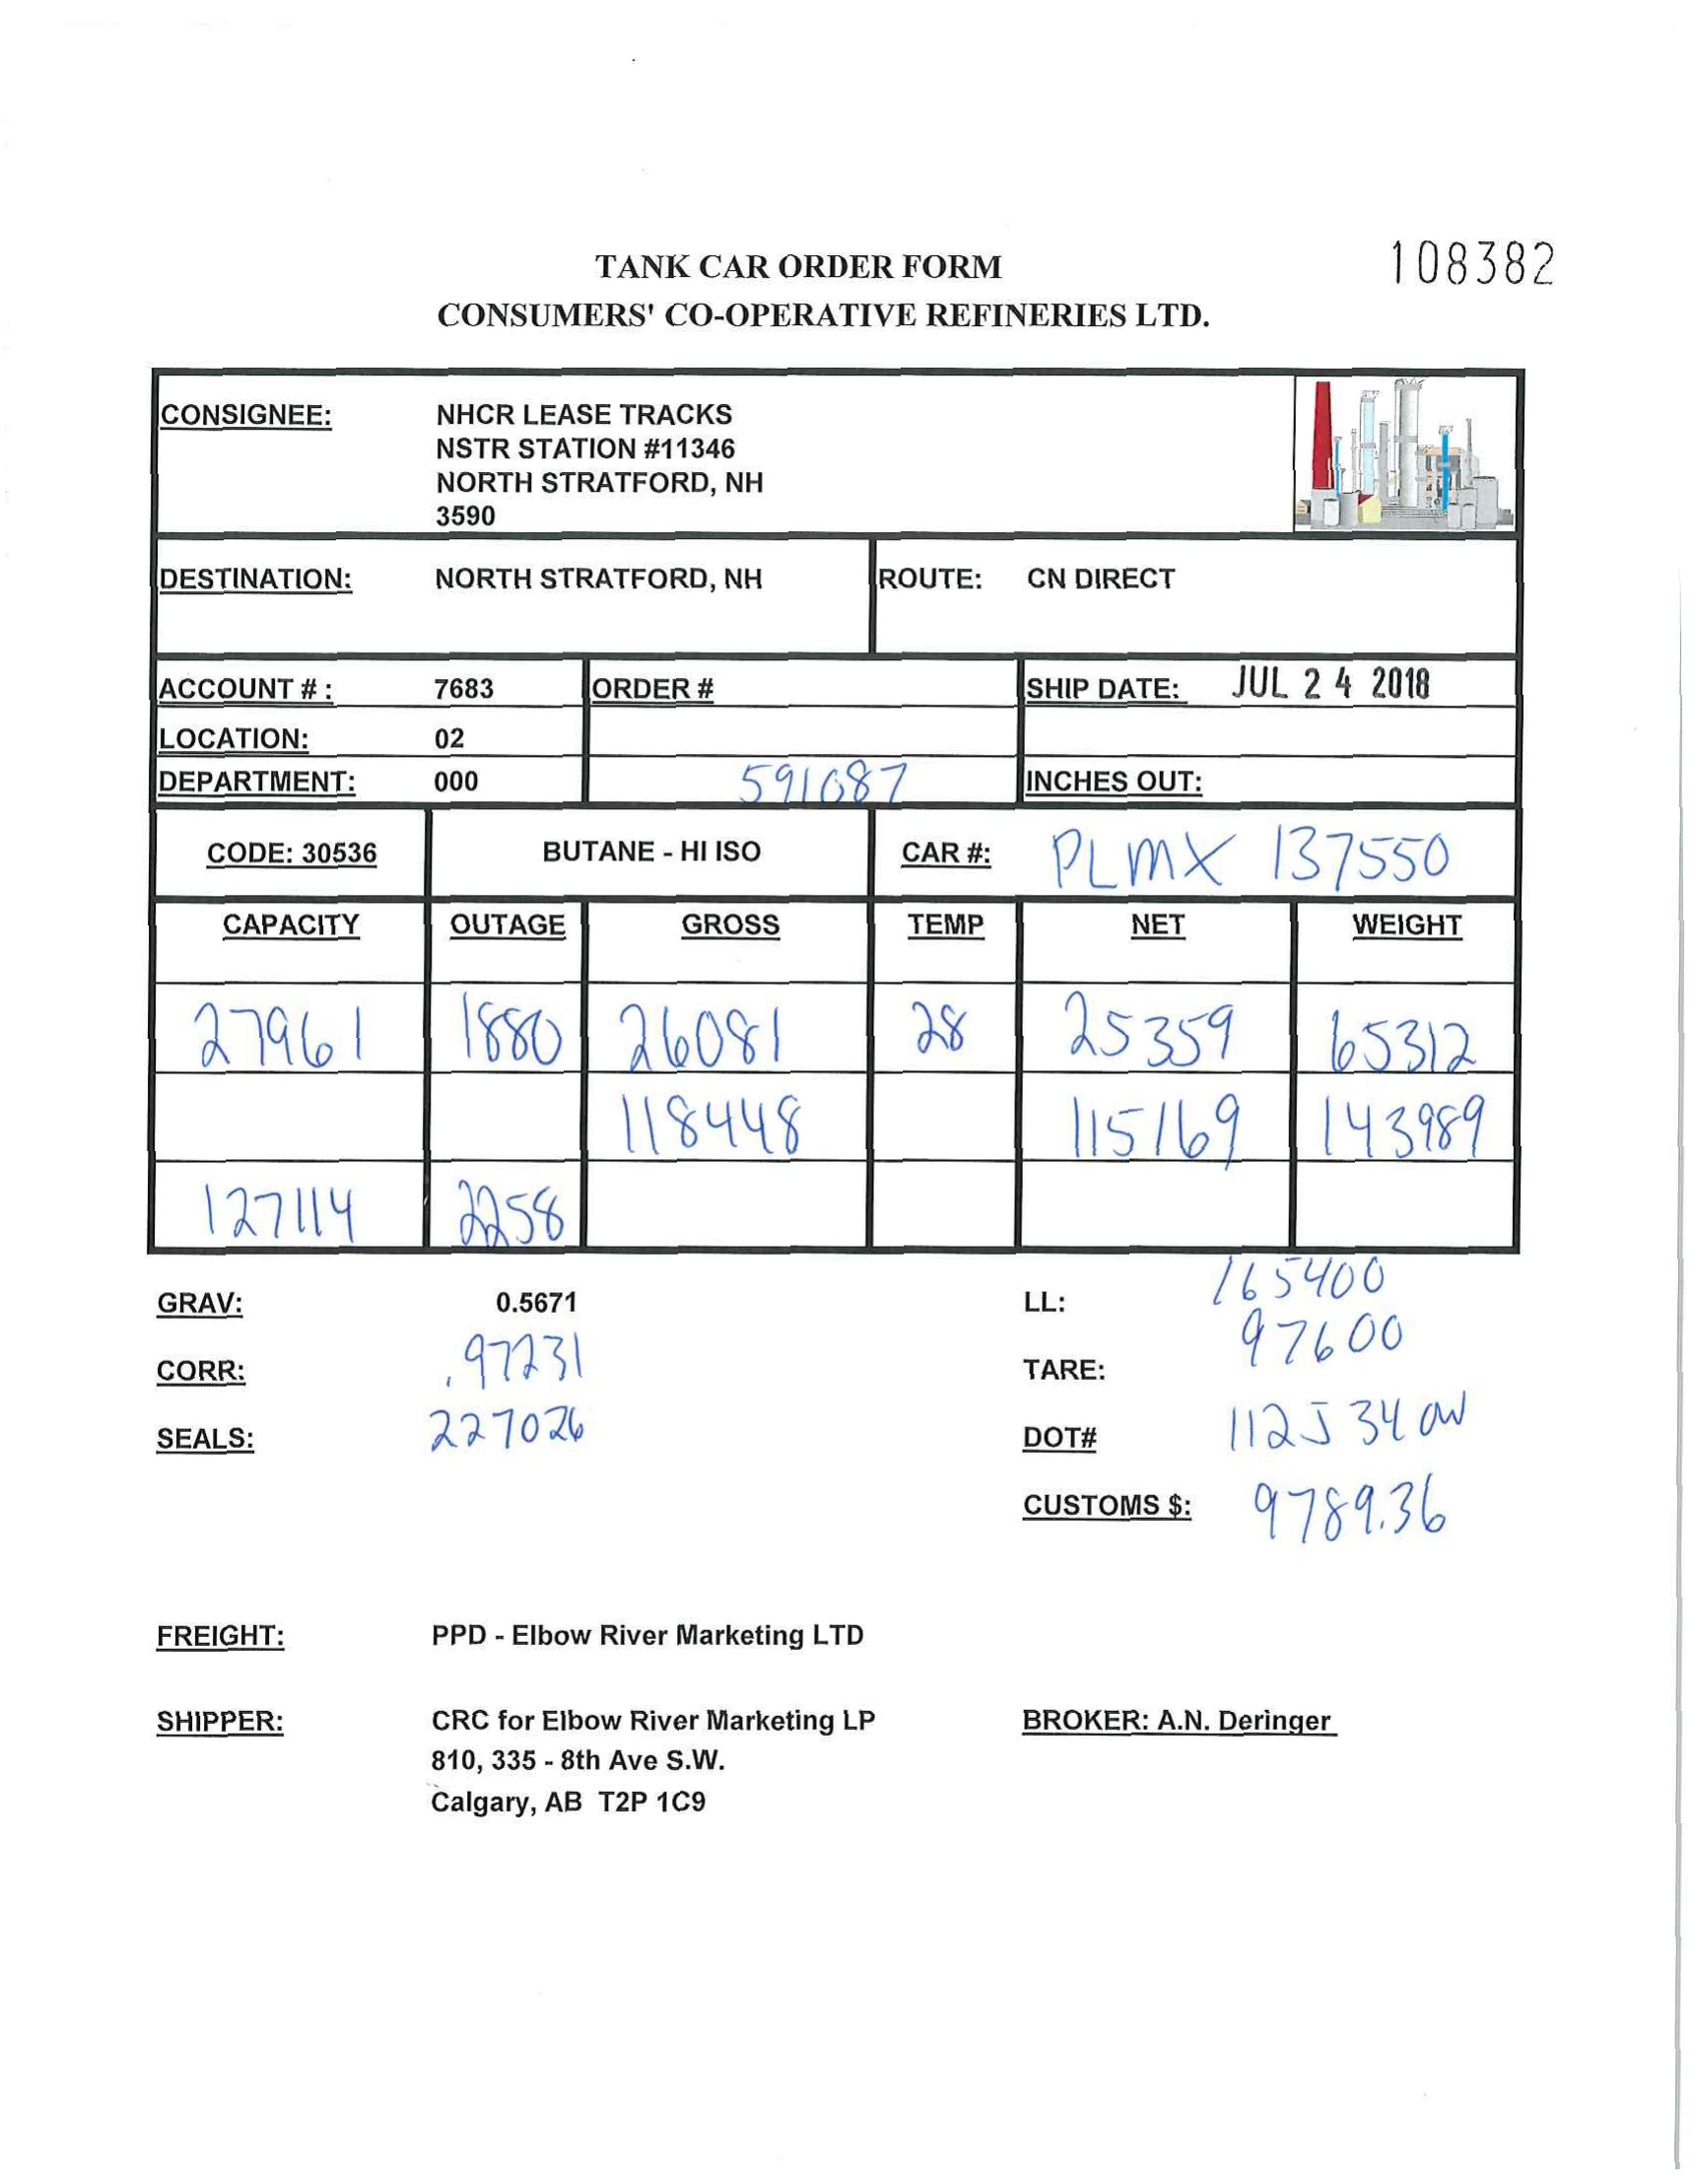 108382
TANK CAR ORDER FORM
CONSUMERS' CO-OPERATIVE REFINERIES LTD.
CONSIGNEE: NHCR LEASE TRACKS
NSTR STATION #11346
NORTH STRATFORD, NH
3590
DESTINATION: NORTH STRATFORD, NH ROUTE: CN DIRECT
ACCOUNT # : 7683 ORDER # SHIP DATE: JUL 24 2018
LOCATION: 02
DEPARTMENT: 000 591087 INCHES OUT:
CODE: 30536 BUTANE - HI ISO CAR #: PLMX 137550
CAPACITY OUTAGE GROSS TEMP NET WEIGHT
27961 1880 26081 28 25359 65312
118448 115169 143989
127114 2258
165400
GRAV: 0.5671 LL:
97600
CORR: .97231 TARE:
SEALS: 227026 DOT# 112J 340W
CUSTOMS $: 9789.36
FREIGHT: PPD - Elbow River Marketing LTD
SHIPPER: CRC for Elbow River Marketing LP BROKER: A.N. Deringer
810, 335 - 8th Ave S.W.
Calgary, AB T2P 1C9